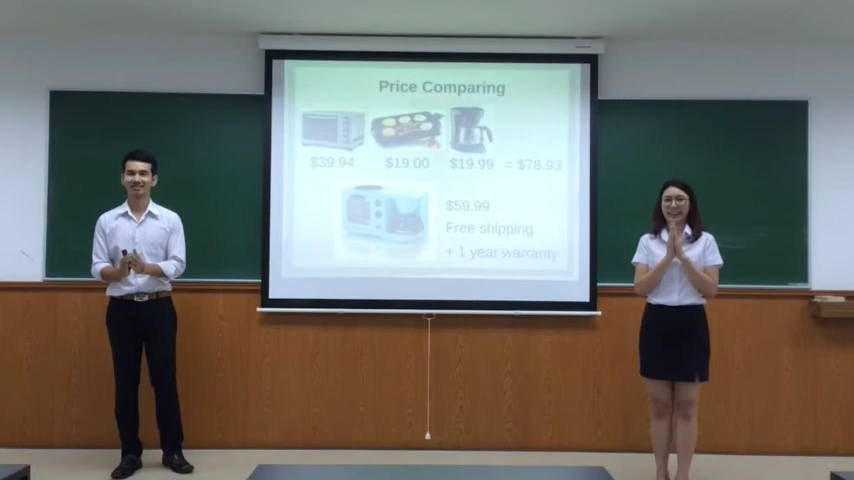 Price Comparing
$39.94 $19.00 $19.99 = $78.93
$59.99
Free shipping
+ 1 year warranty